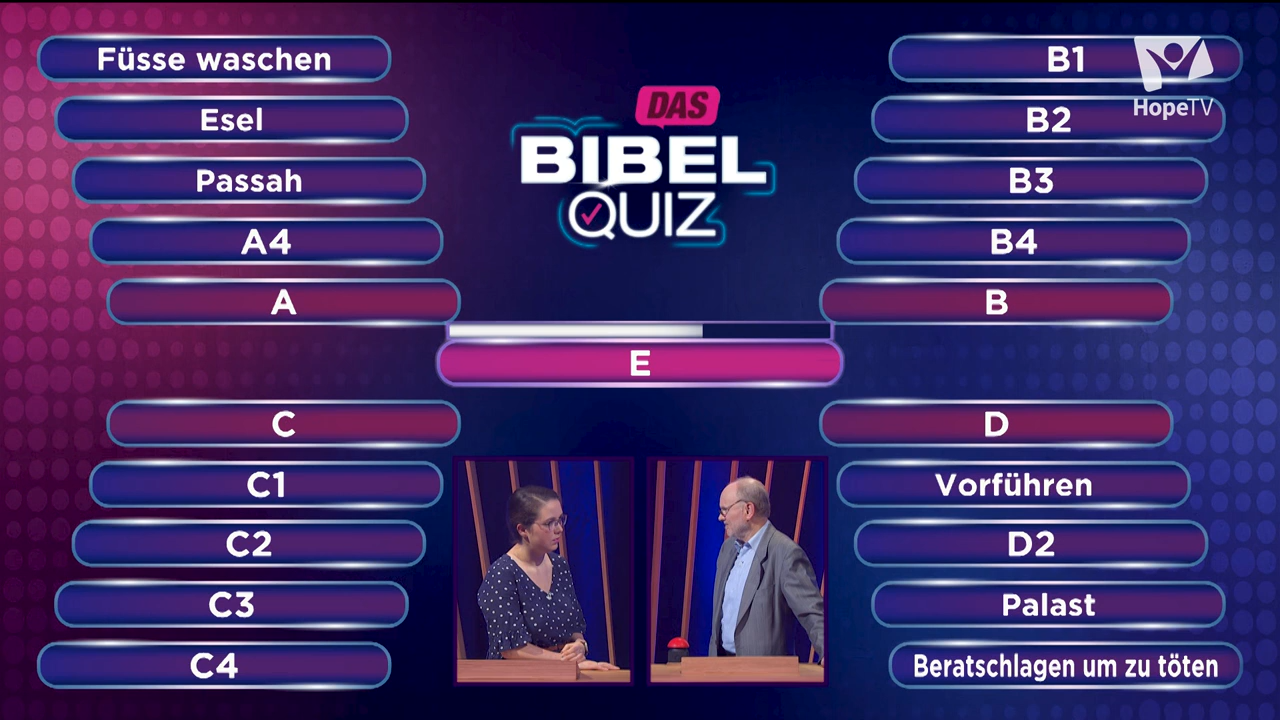 Füsse waschen
Esel
Passah
A4
A
DAS
BIBEL
QUIZ
B1
B2
B3
B4
B
HopeTV
E
C
C1
C2
C3
C4
D
Vorführen
D2
Palast
Beratschlagen um zu töten